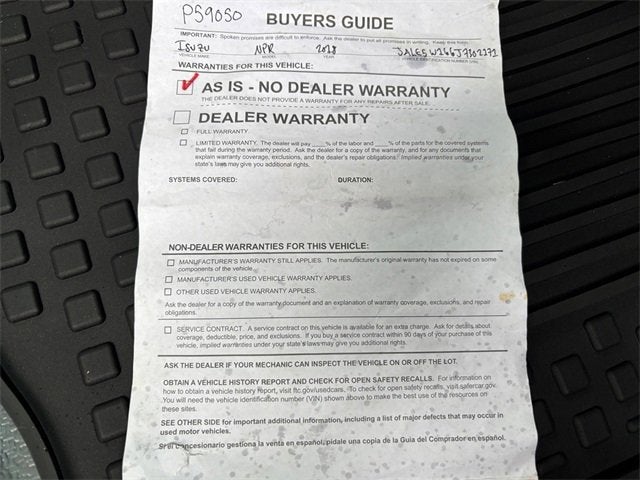 PS9050
BUYERS GUIDE
IMPORTANT: Spoken promises are difficult to enforce. Ask the dealer to put all promises in writing. Keep this form.
ISUZU NPR 2018
VEHICLE MAKE MODEL YEAR VEHICLE IDENTIFICATION NUMBER (VIN)
WARRANTIES FOR THIS VEHICLE:
AS IS - NO DEALER WARRANTY
THE DEALER DOES NOT PROVIDE A WARRANTY FOR ANY REPAIRS AFTER SALE.
DEALER WARRANTY
FULL WARRANTY.
LIMITED WARRANTY. The dealer will pay ____% of the labor and ____% of the parts for the covered systems
that fail during the warranty period. Ask the dealer for a copy of the warranty, and for any documents that
explain warranty coverage, exclusions, and the dealer's repair obligations. Implied warranties under your
state's laws may give you additional rights.
SYSTEMS COVERED: DURATION:
NON-DEALER WARRANTIES FOR THIS VEHICLE:
MANUFACTURER'S WARRANTY STILL APPLIES. The manufacturer's original warranty has not expired on some
components of the vehicle.
MANUFACTURER'S USED VEHICLE WARRANTY APPLIES.
OTHER USED VEHICLE WARRANTY APPLIES.
Ask the dealer for a copy of the warranty document and an explanation of warranty coverage, exclusions, and repair
obligations.
SERVICE CONTRACT. A service contract on this vehicle is available for an extra charge. Ask for details about
coverage, deductible, price, and exclusions. If you buy a service contract within 90 days of your purchase of
this vehicle, implied warranties under your state's laws may give you additional rights.
ASK THE DEALER IF YOUR MECHANIC CAN INSPECT THE VEHICLE ON OR OFF THE LOT.
OBTAIN A VEHICLE HISTORY REPORT AND CHECK FOR OPEN SAFETY RECALLS. For information on
how to obtain a vehicle history report, visit ftc.gov/usedcars. To check for open safety recalls, visit safercar.gov.
You will need the vehicle identification number (VIN) shown above to make the best use of the resources on
these sites.
SEE OTHER SIDE for important additional information, including a list of major defects that may occur in
used motor vehicles.
Si el concesionario gestiona la venta en español, pídale una copia de la Guía del Comprador en español.